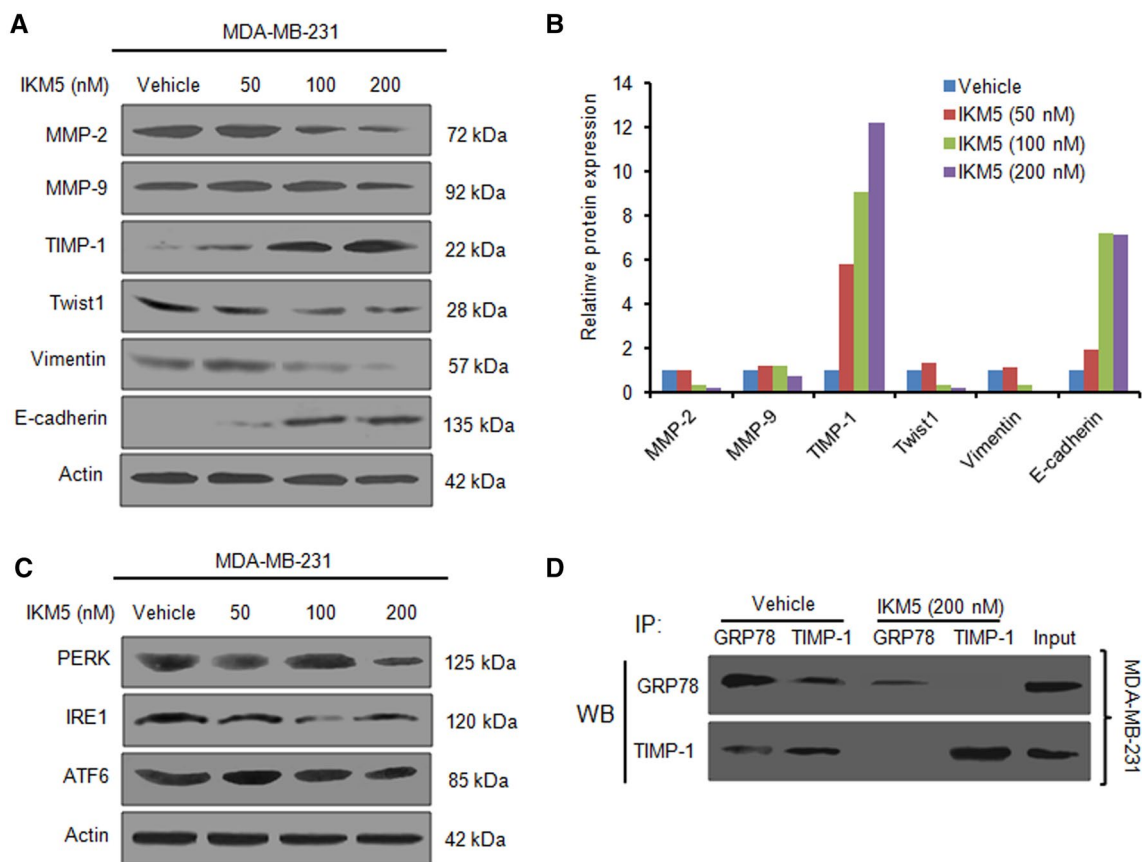 A
MDA-MB-231
IKM5 (nM) Vehicle 50 100 200
MMP-2 72 kDa
MMP-9 92 kDa
TIMP-1 22 kDa
Twist1 28 kDa
Vimentin 57 kDa
E-cadherin 135 kDa
Actin 42 kDa
B
Relatinve protein expression
14
12
10
8
6
4
2
0
Vehicle
IKM5 (50 nM)
IKM5 (100 nM)
IKM5 (200 nM)
MMP-2 MMP-9 TIMP-1 Twist1 Vimentin E-cadherin
C
MDA-MB-231
IKM5 (nM) Vehicle 50 100 200
PERK 125 kDa
IRE1 120 kDa
ATF6 85 kDa
Actin 42 kDa
D
Vehicle IKM5 (200 nM)
IP: GRP78 TIMP-1 GRP78 TIMP-1 Input
WB
GRP78
TIMP-1
MDA-MB-231